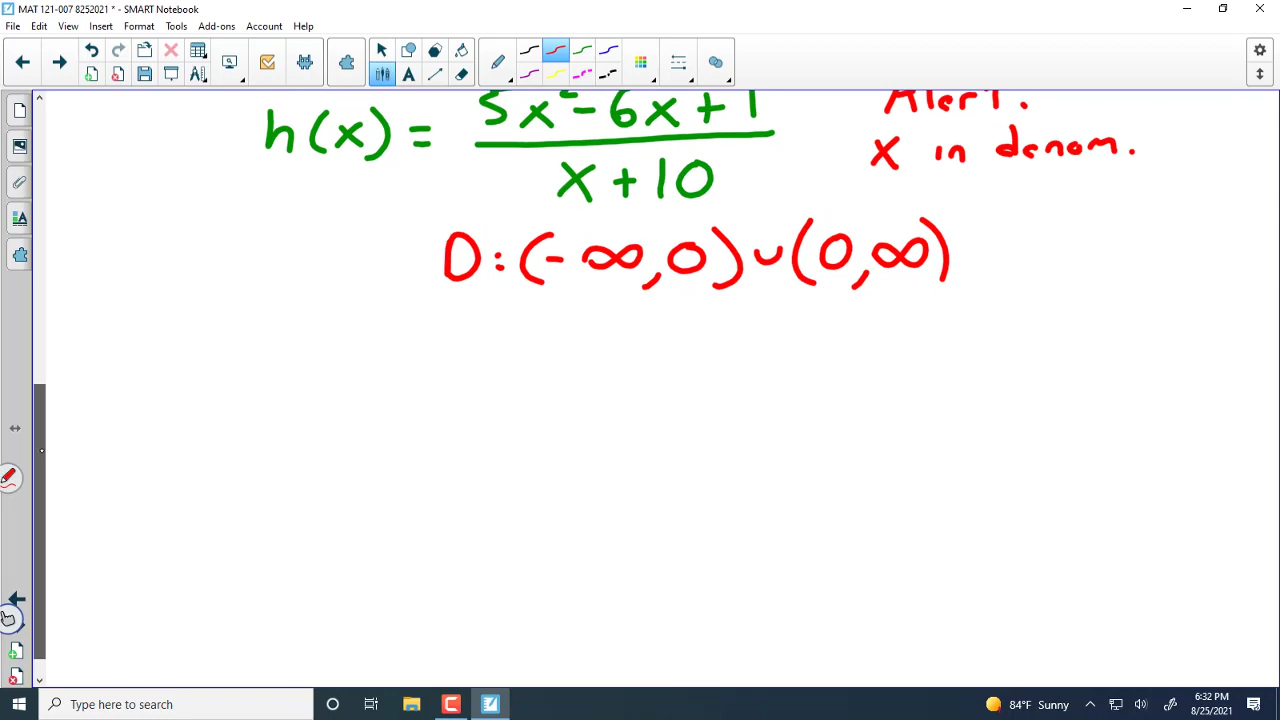 MAT 121-007 8252021 * - SMART Notebook
File Edit View Insert Format Tools Add-ons Account Help
Alert.
h(x) = 5x² - 6x + 1
x + 10
x in denom.
D: (-∞, 0) ∪ (0, ∞)
Type here to search
84°F Sunny
6:32 PM
8/25/2021